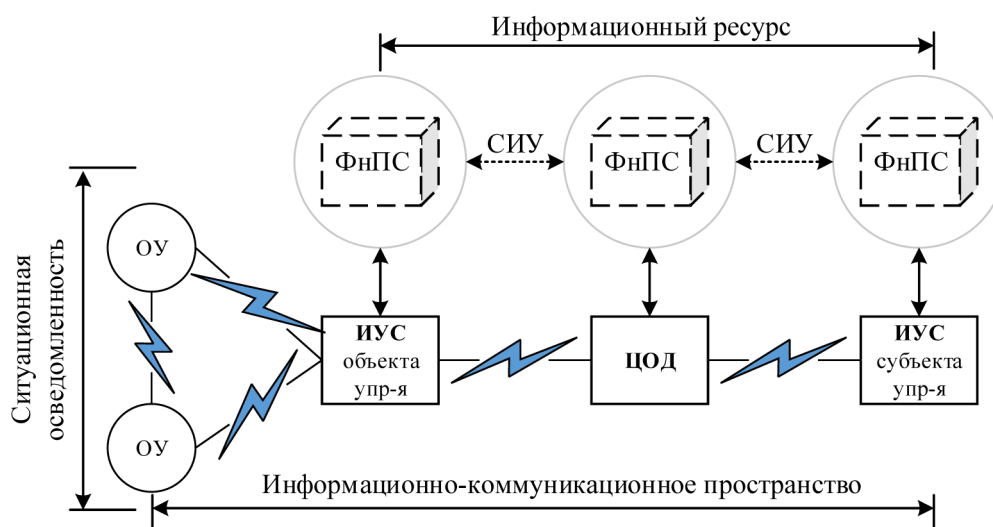 Информационный ресурс
СИУ
СИУ
ФнПС
ФнПС
ФнПС
Ситуационная
осведомленность
ОУ
ОУ
ИУС
объекта
упр-я
ЦОД
ИУС
субъекта
упр-я
Информационно-коммуникационное пространство